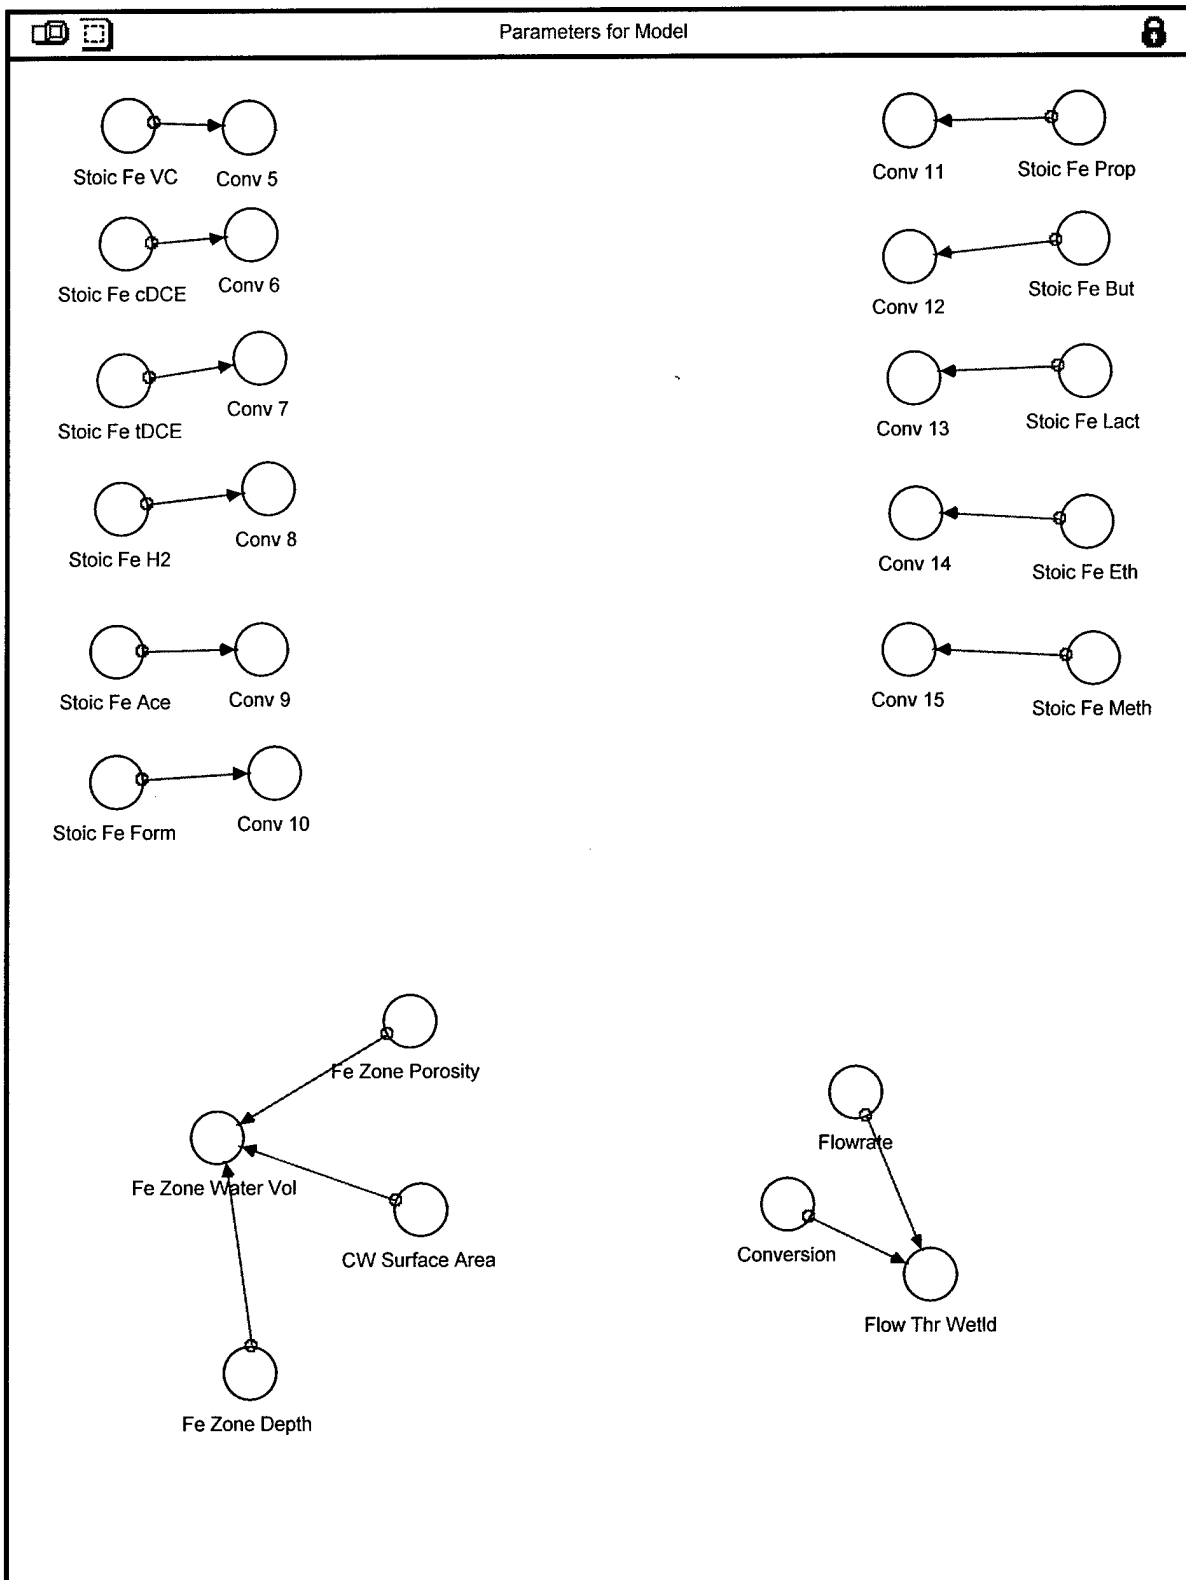 Parameters for Model
Stoic Fe VC
Conv 5
Stoic Fe cDCE
Conv 6
Stoic Fe tDCE
Conv 7
Stoic Fe H2
Conv 8
Stoic Fe Ace
Conv 9
Stoic Fe Form
Conv 10
Conv 11
Stoic Fe Prop
Conv 12
Stoic Fe But
Conv 13
Stoic Fe Lact
Conv 14
Stoic Fe Eth
Conv 15
Stoic Fe Meth
Fe Zone Porosity
Fe Zone Water Vol
CW Surface Area
Fe Zone Depth
Flowrate
Conversion
Flow Thr Wetld